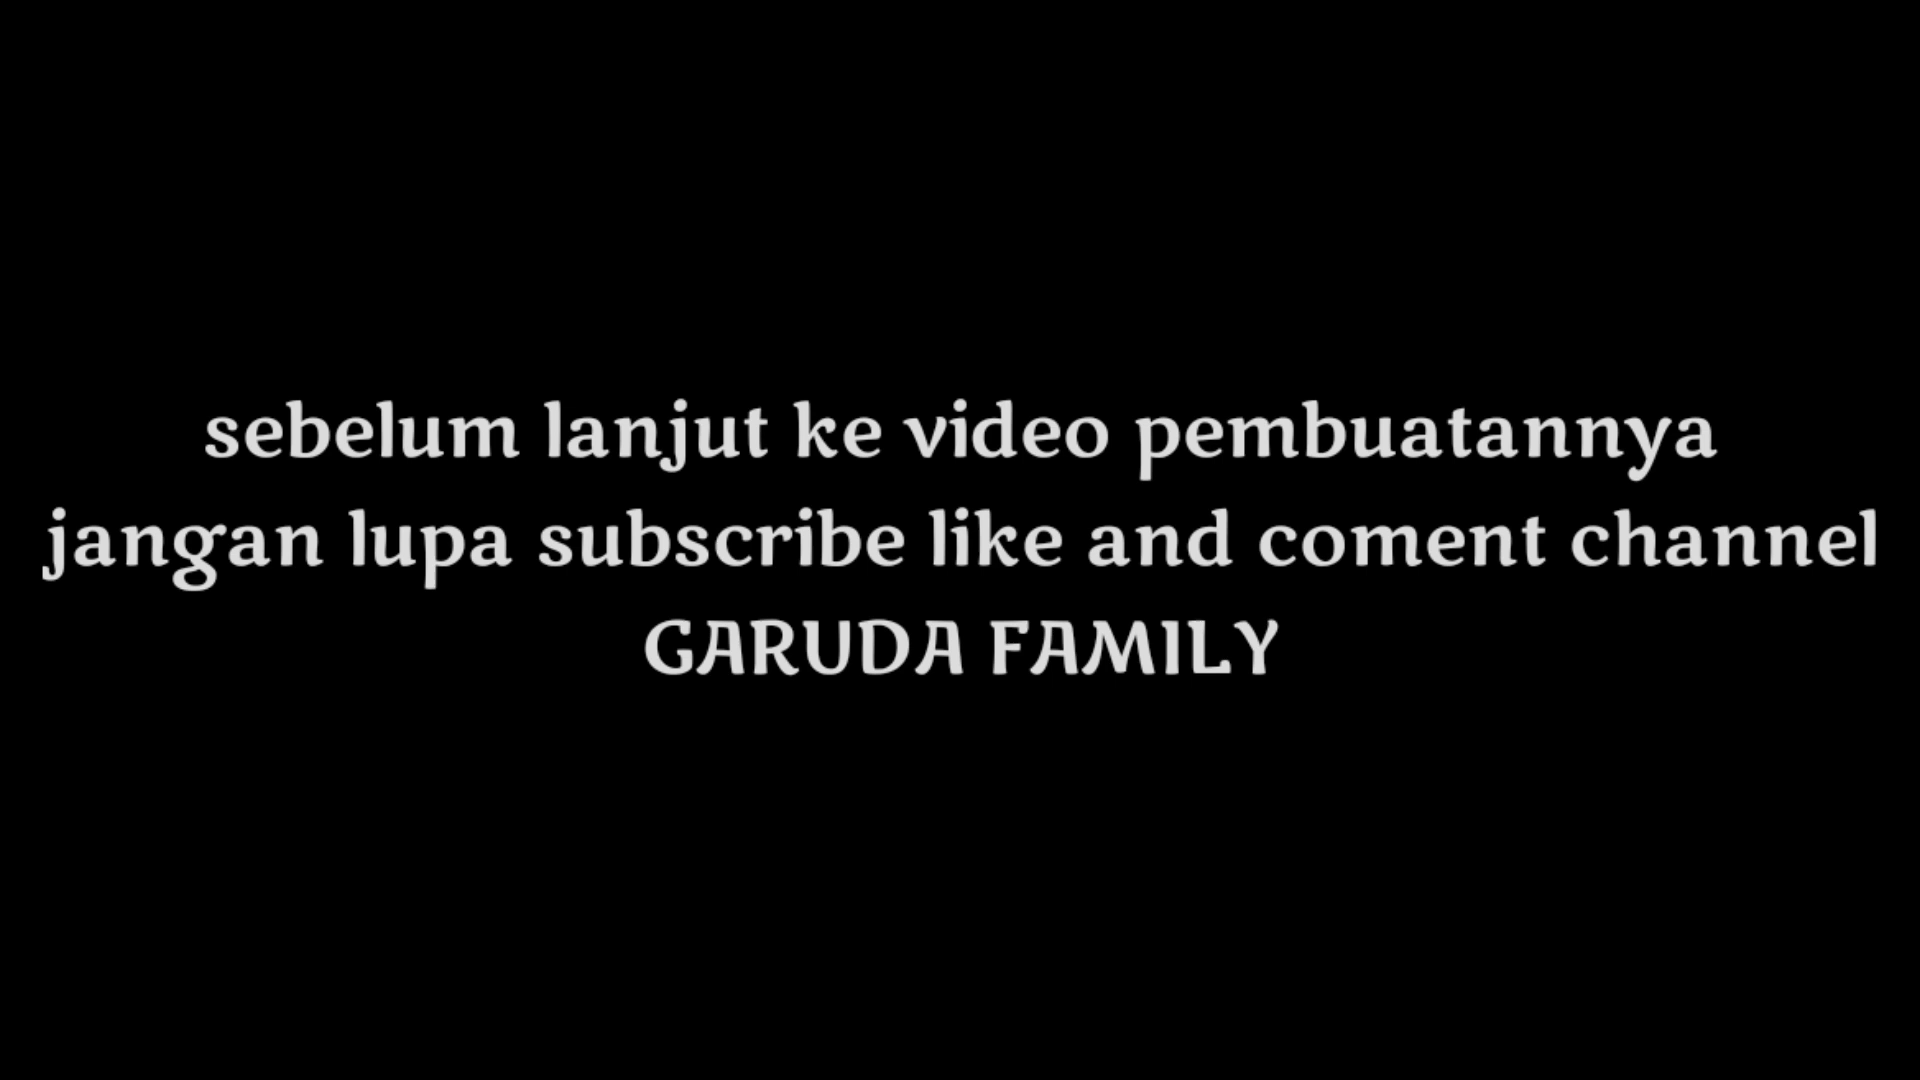 sebelum lanjut ke video pembuatannya
jangan lupa subscribe like and coment channel
GARUDA FAMILY